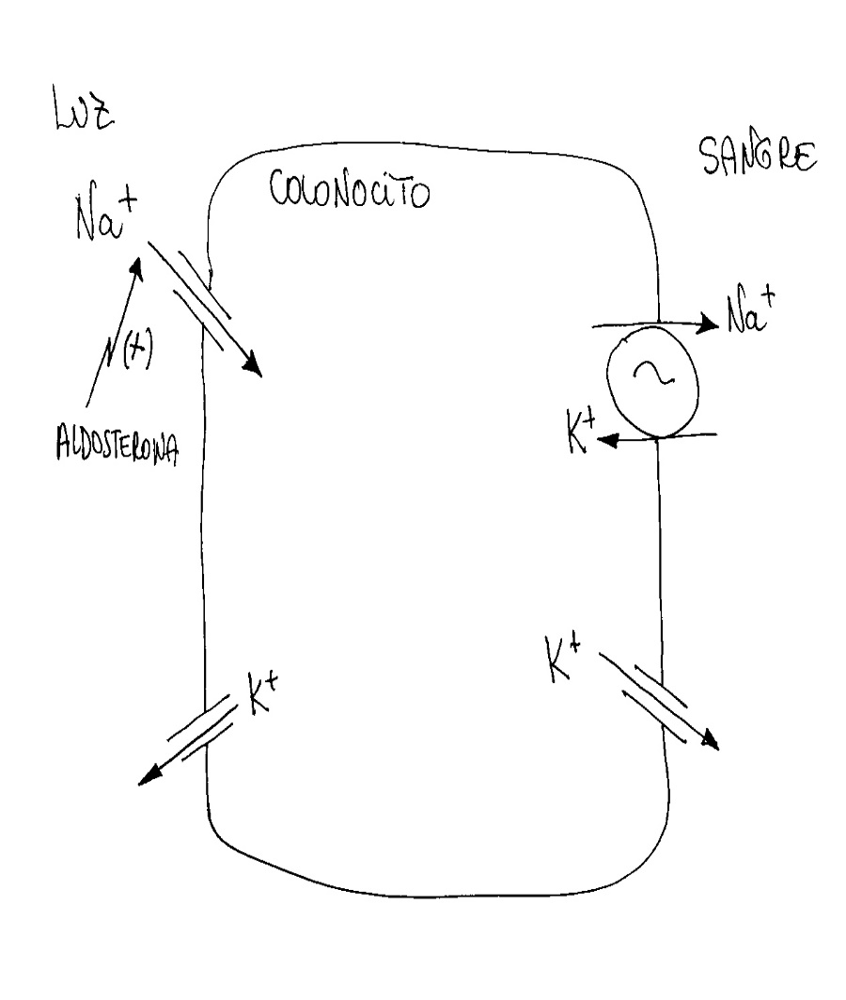 LUZ
SANGRE
COLONOCITO
Na+
(+)
ALDOSTERONA
Na+
K+
K+
K+